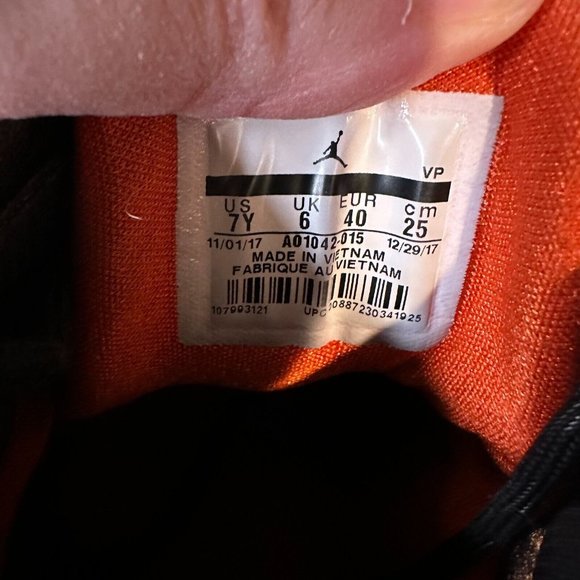 VP
US UK EUR cm
7Y 6 40 25
11/01/17 AO1042-015 12/29/17
MADE IN VIETNAM
FABRIQUE AU VIETNAM
107993121 UPC 00887230341925